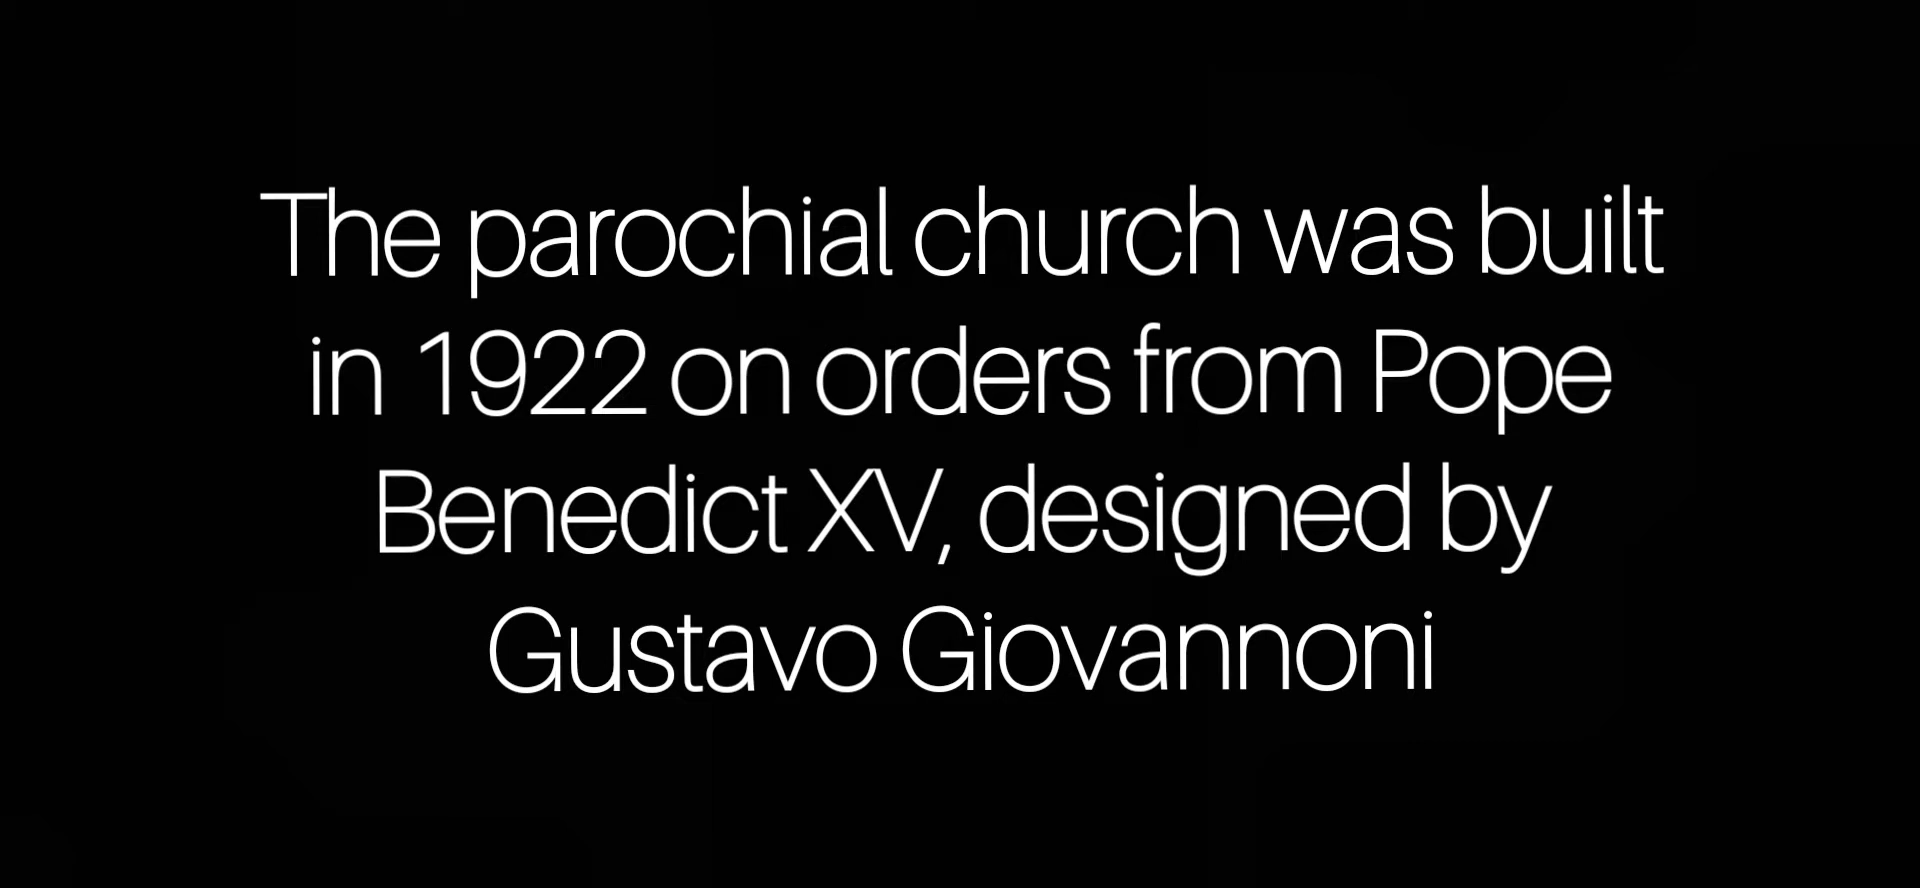 The parochial church was built
in 1922 on orders from Pope
Benedict XV, designed by
Gustavo Giovannoni